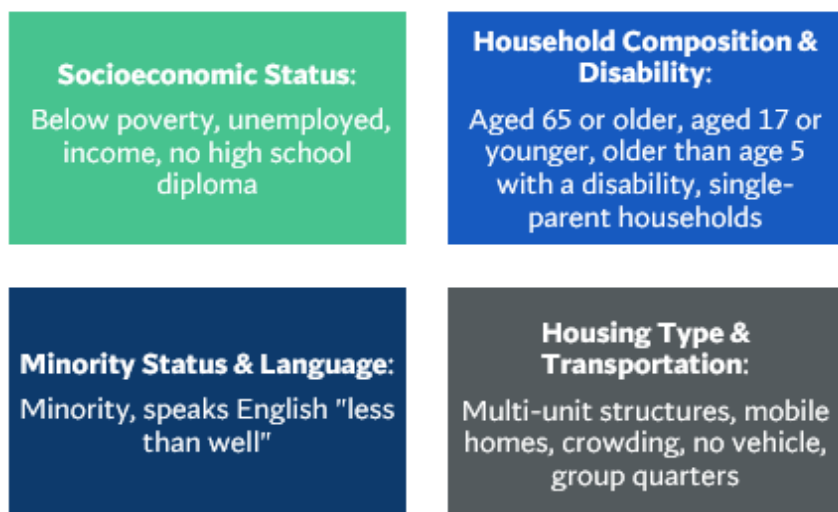 Socioeconomic Status:
Below poverty, unemployed,
income, no high school
diploma
Household Composition &
Disability:
Aged 65 or older, aged 17 or
younger, older than age 5
with a disability, single-
parent households
Minority Status & Language:
Minority, speaks English "less
than well"
Housing Type &
Transportation:
Multi-unit structures, mobile
homes, crowding, no vehicle,
group quarters